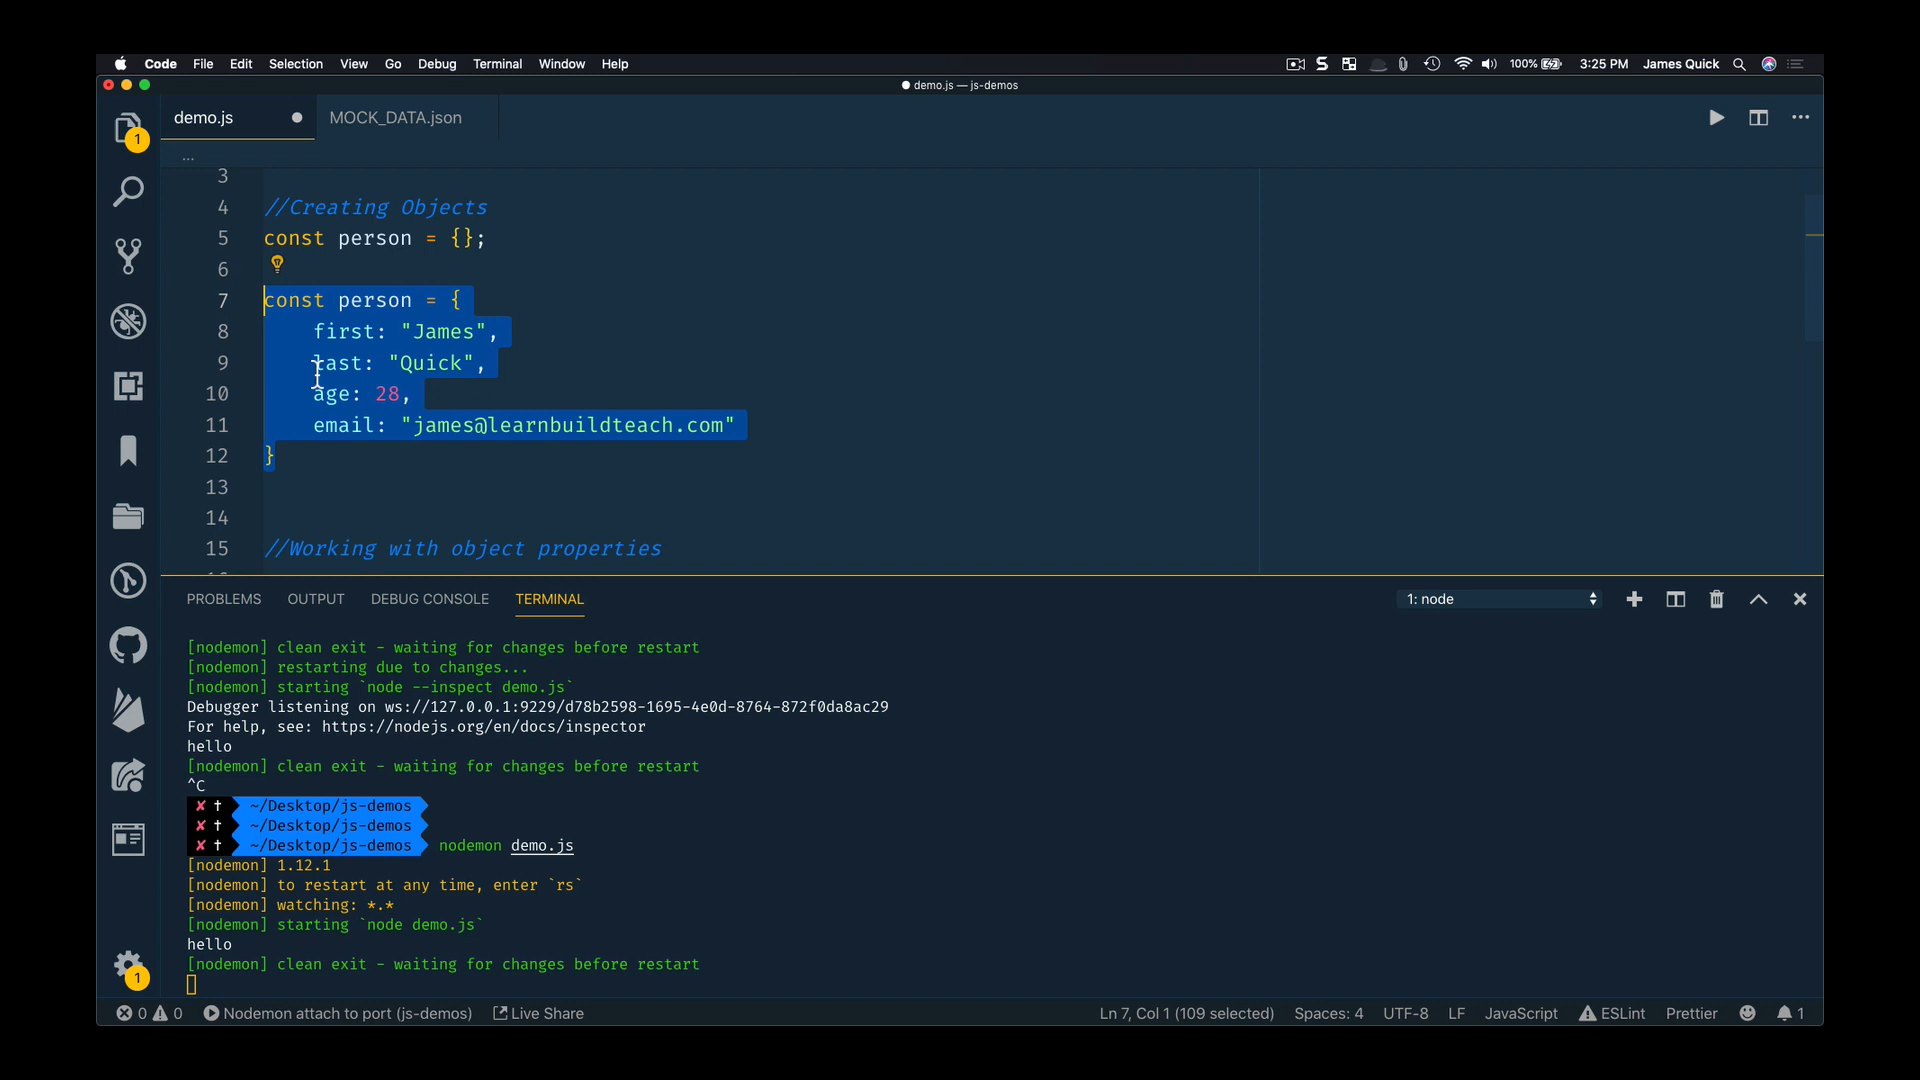 Code File Edit Selection View Go Debug Terminal Window Help 100% 3:25 PM James Quick
demo.js — js-demos
demo.js MOCK_DATA.json
...
3
4 //Creating Objects
5 const person = {};
6
7 const person = {
8 first: "James",
9 last: "Quick",
10 age: 28,
11 email: "james@learnbuildteach.com"
12 }
13
14
15 //Working with object properties
PROBLEMS OUTPUT DEBUG CONSOLE TERMINAL 1: node
[nodemon] clean exit - waiting for changes before restart
[nodemon] restarting due to changes...
[nodemon] starting `node --inspect demo.js`
Debugger listening on ws://127.0.0.1:9229/d78b2598-1695-4e0d-8764-872f0da8ac29
For help, see: https://nodejs.org/en/docs/inspector
hello
[nodemon] clean exit - waiting for changes before restart
^C
✘ † ~/Desktop/js-demos
✘ † ~/Desktop/js-demos
✘ † ~/Desktop/js-demos nodemon demo.js
[nodemon] 1.12.1
[nodemon] to restart at any time, enter `rs`
[nodemon] watching: *.*
[nodemon] starting `node demo.js`
hello
[nodemon] clean exit - waiting for changes before restart
1
1
0 0 Nodemon attach to port (js-demos) Live Share Ln 7, Col 1 (109 selected) Spaces: 4 UTF-8 LF JavaScript ESLint Prettier 1